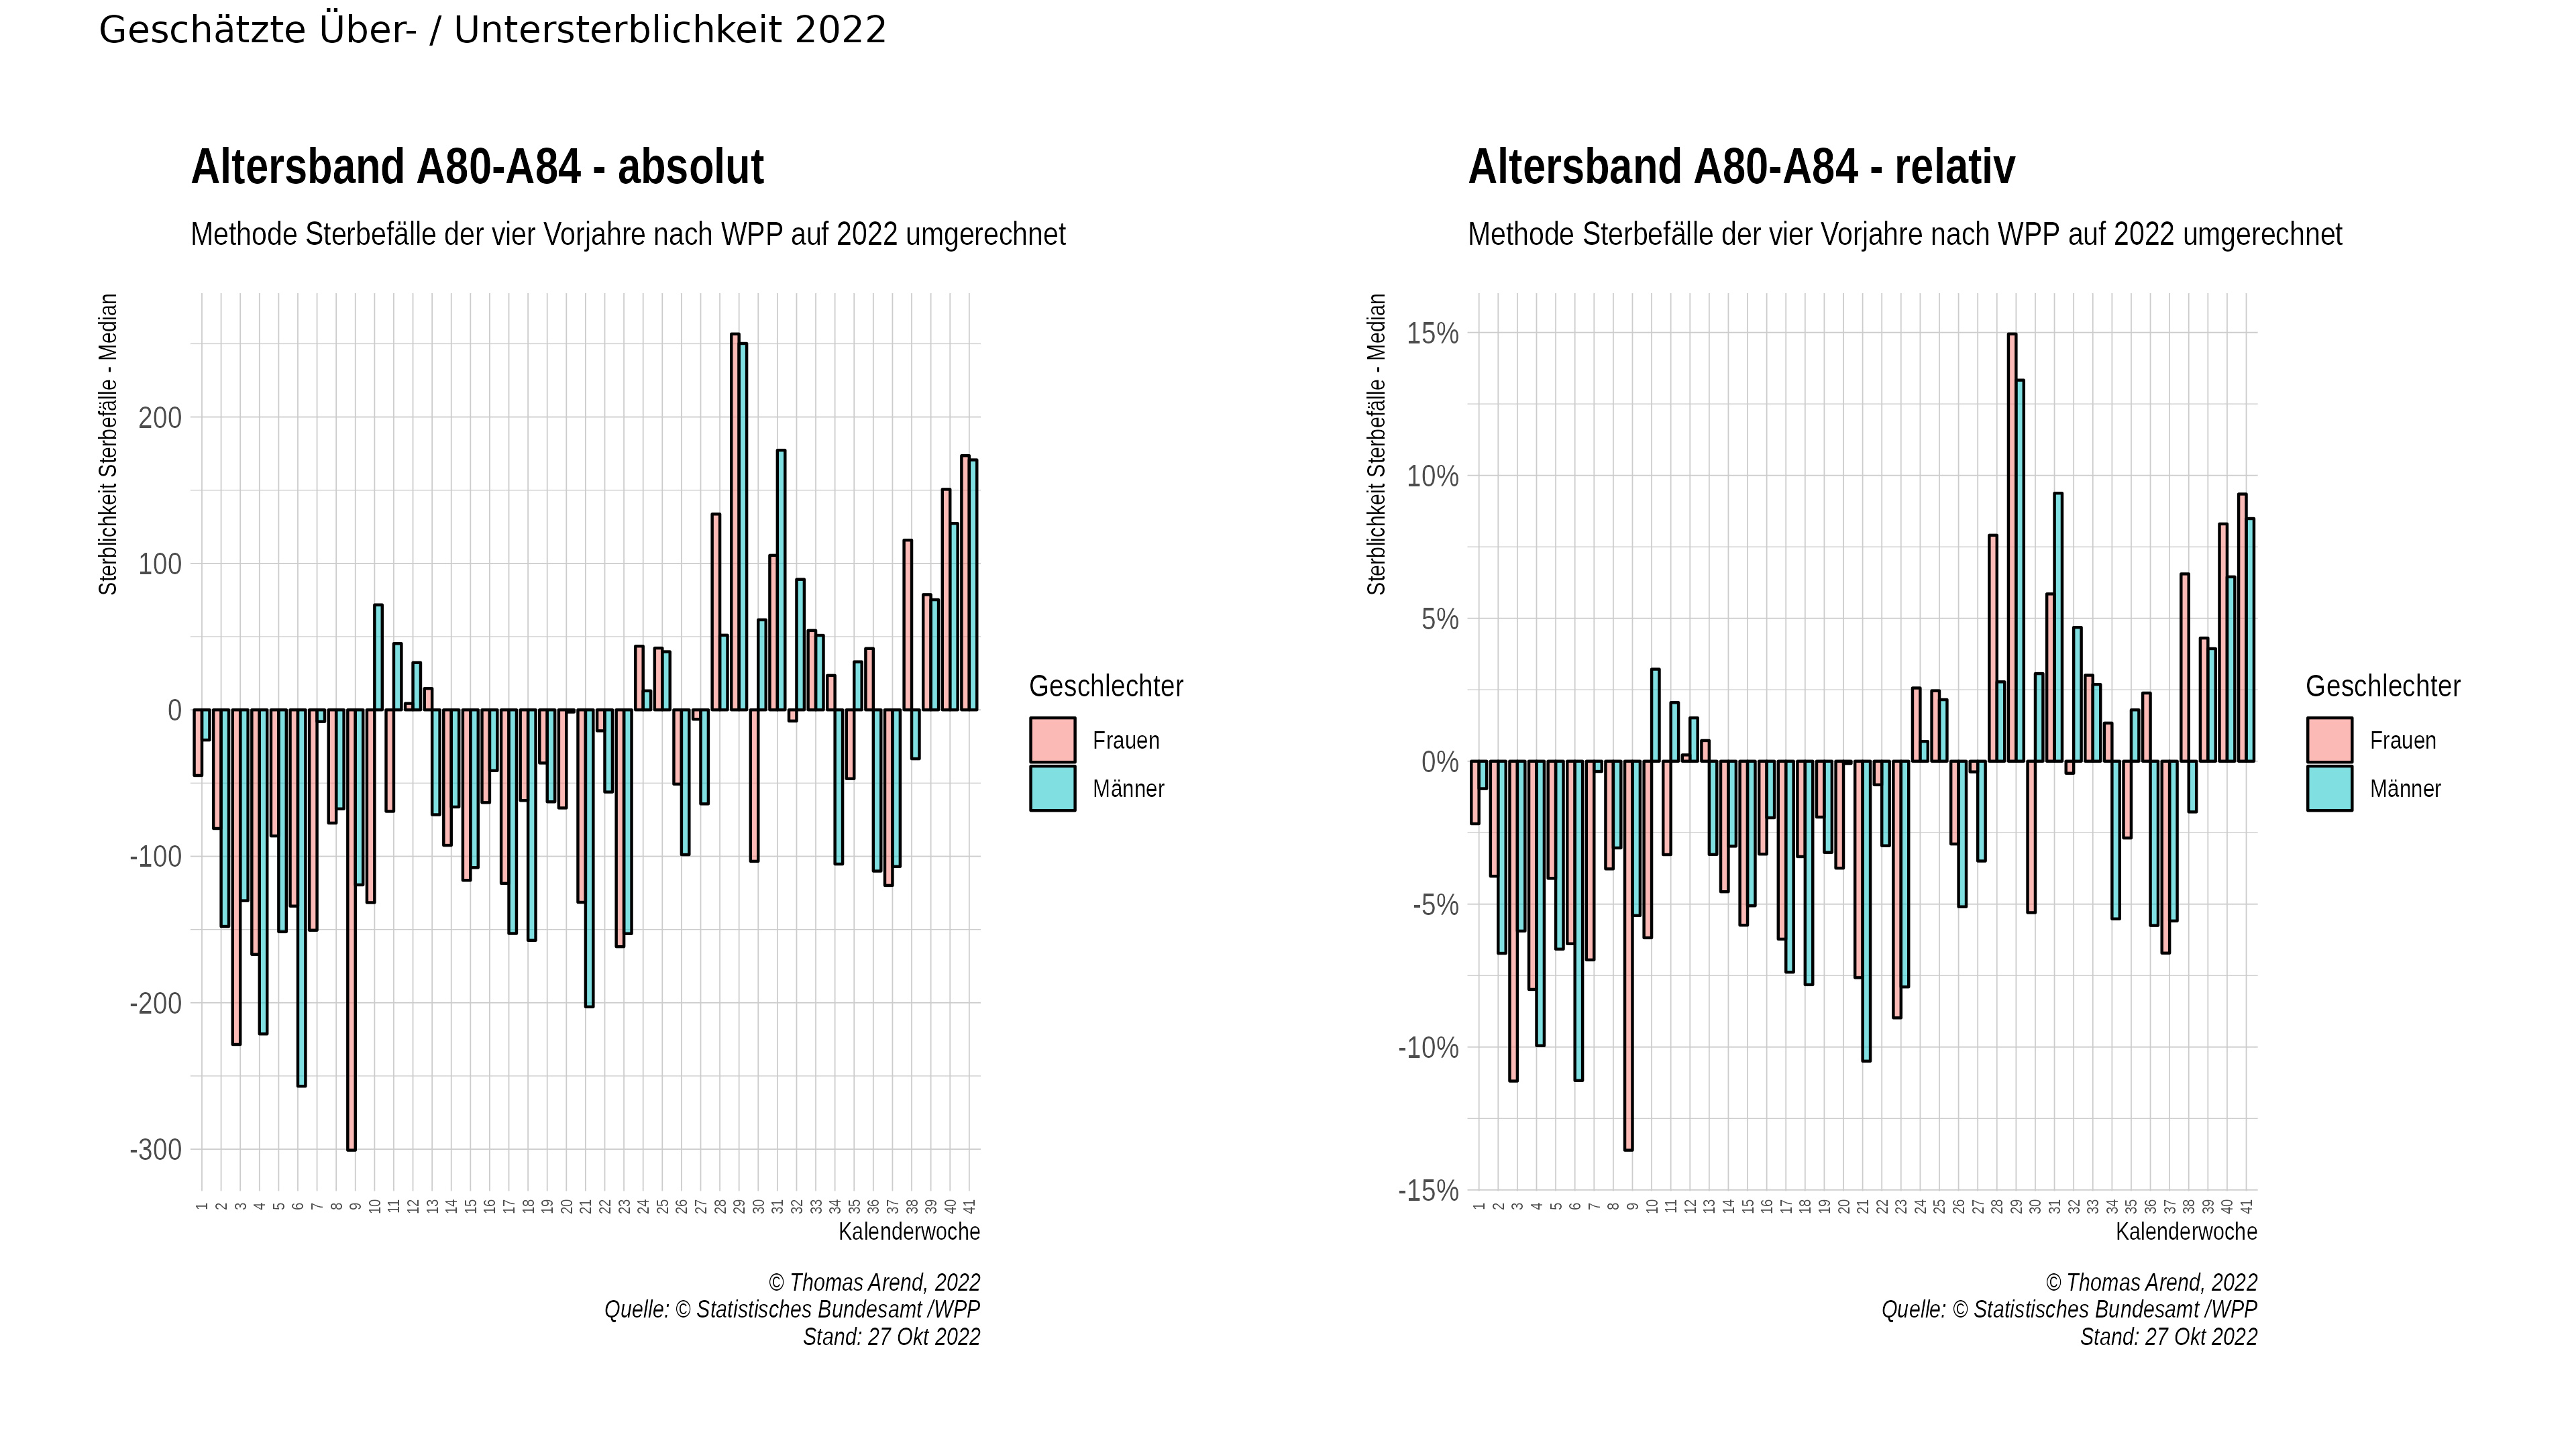 Geschätzte Über- / Untersterblichkeit 2022
Altersband A80-A84 - absolut
Methode Sterbefälle der vier Vorjahre nach WPP auf 2022 umgerechnet
Sterblichkeit Sterbefälle - Median
200
100
0
-100
-200
-300
1 2 3 4 5 6 7 8 9 10 11 12 13 14 15 16 17 18 19 20 21 22 23 24 25 26 27 28 29 30 31 32 33 34 35 36 37 38 39 40 41
Kalenderwoche
Geschlechter
Frauen
Männer
© Thomas Arend, 2022
Quelle: © Statistisches Bundesamt /WPP
Stand: 27 Okt 2022
Altersband A80-A84 - relativ
Methode Sterbefälle der vier Vorjahre nach WPP auf 2022 umgerechnet
Sterblichkeit Sterbefälle - Median
15%
10%
5%
0%
-5%
-10%
-15%
1 2 3 4 5 6 7 8 9 10 11 12 13 14 15 16 17 18 19 20 21 22 23 24 25 26 27 28 29 30 31 32 33 34 35 36 37 38 39 40 41
Kalenderwoche
Geschlechter
Frauen
Männer
© Thomas Arend, 2022
Quelle: © Statistisches Bundesamt /WPP
Stand: 27 Okt 2022